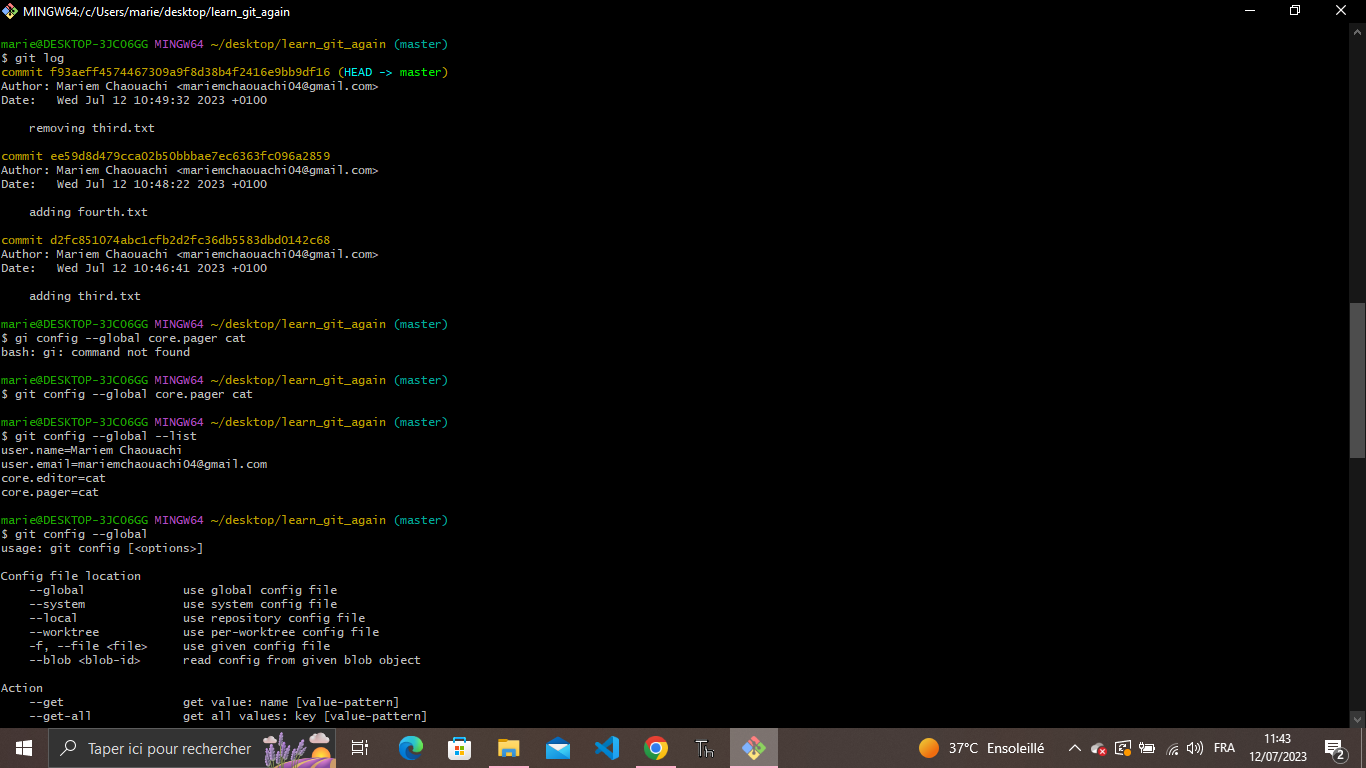 MINGW64:/c/Users/marie/desktop/learn_git_again
marie@DESKTOP-3JCO6GG MINGW64 ~/desktop/learn_git_again (master)
$ git log
commit f93aeff4574467309a9f8d38b4f2416e9bb9df16 (HEAD -> master)
Author: Mariem Chaouachi <mariemchaouachi04@gmail.com>
Date:   Wed Jul 12 10:49:32 2023 +0100
    removing third.txt
commit ee59d8d479cca02b50bbbae7ec6363fc096a2859
Author: Mariem Chaouachi <mariemchaouachi04@gmail.com>
Date:   Wed Jul 12 10:48:22 2023 +0100
    adding fourth.txt
commit d2fc851074abc1cfb2d2fc36db5583dbd0142c68
Author: Mariem Chaouachi <mariemchaouachi04@gmail.com>
Date:   Wed Jul 12 10:46:41 2023 +0100
    adding third.txt
marie@DESKTOP-3JCO6GG MINGW64 ~/desktop/learn_git_again (master)
$ gi config --global core.pager cat
bash: gi: command not found
marie@DESKTOP-3JCO6GG MINGW64 ~/desktop/learn_git_again (master)
$ git config --global core.pager cat
marie@DESKTOP-3JCO6GG MINGW64 ~/desktop/learn_git_again (master)
$ git config --global --list
user.name=Mariem Chaouachi
user.email=mariemchaouachi04@gmail.com
core.editor=cat
core.pager=cat
marie@DESKTOP-3JCO6GG MINGW64 ~/desktop/learn_git_again (master)
$ git config --global
usage: git config [<options>]
Config file location
    --global              use global config file
    --system              use system config file
    --local               use repository config file
    --worktree            use per-worktree config file
    -f, --file <file>     use given config file
    --blob <blob-id>      read config from given blob object
Action
    --get                 get value: name [value-pattern]
    --get-all             get all values: key [value-pattern]
Taper ici pour rechercher
Th
37°C Ensoleillé
FRA
11:43
12/07/2023
2